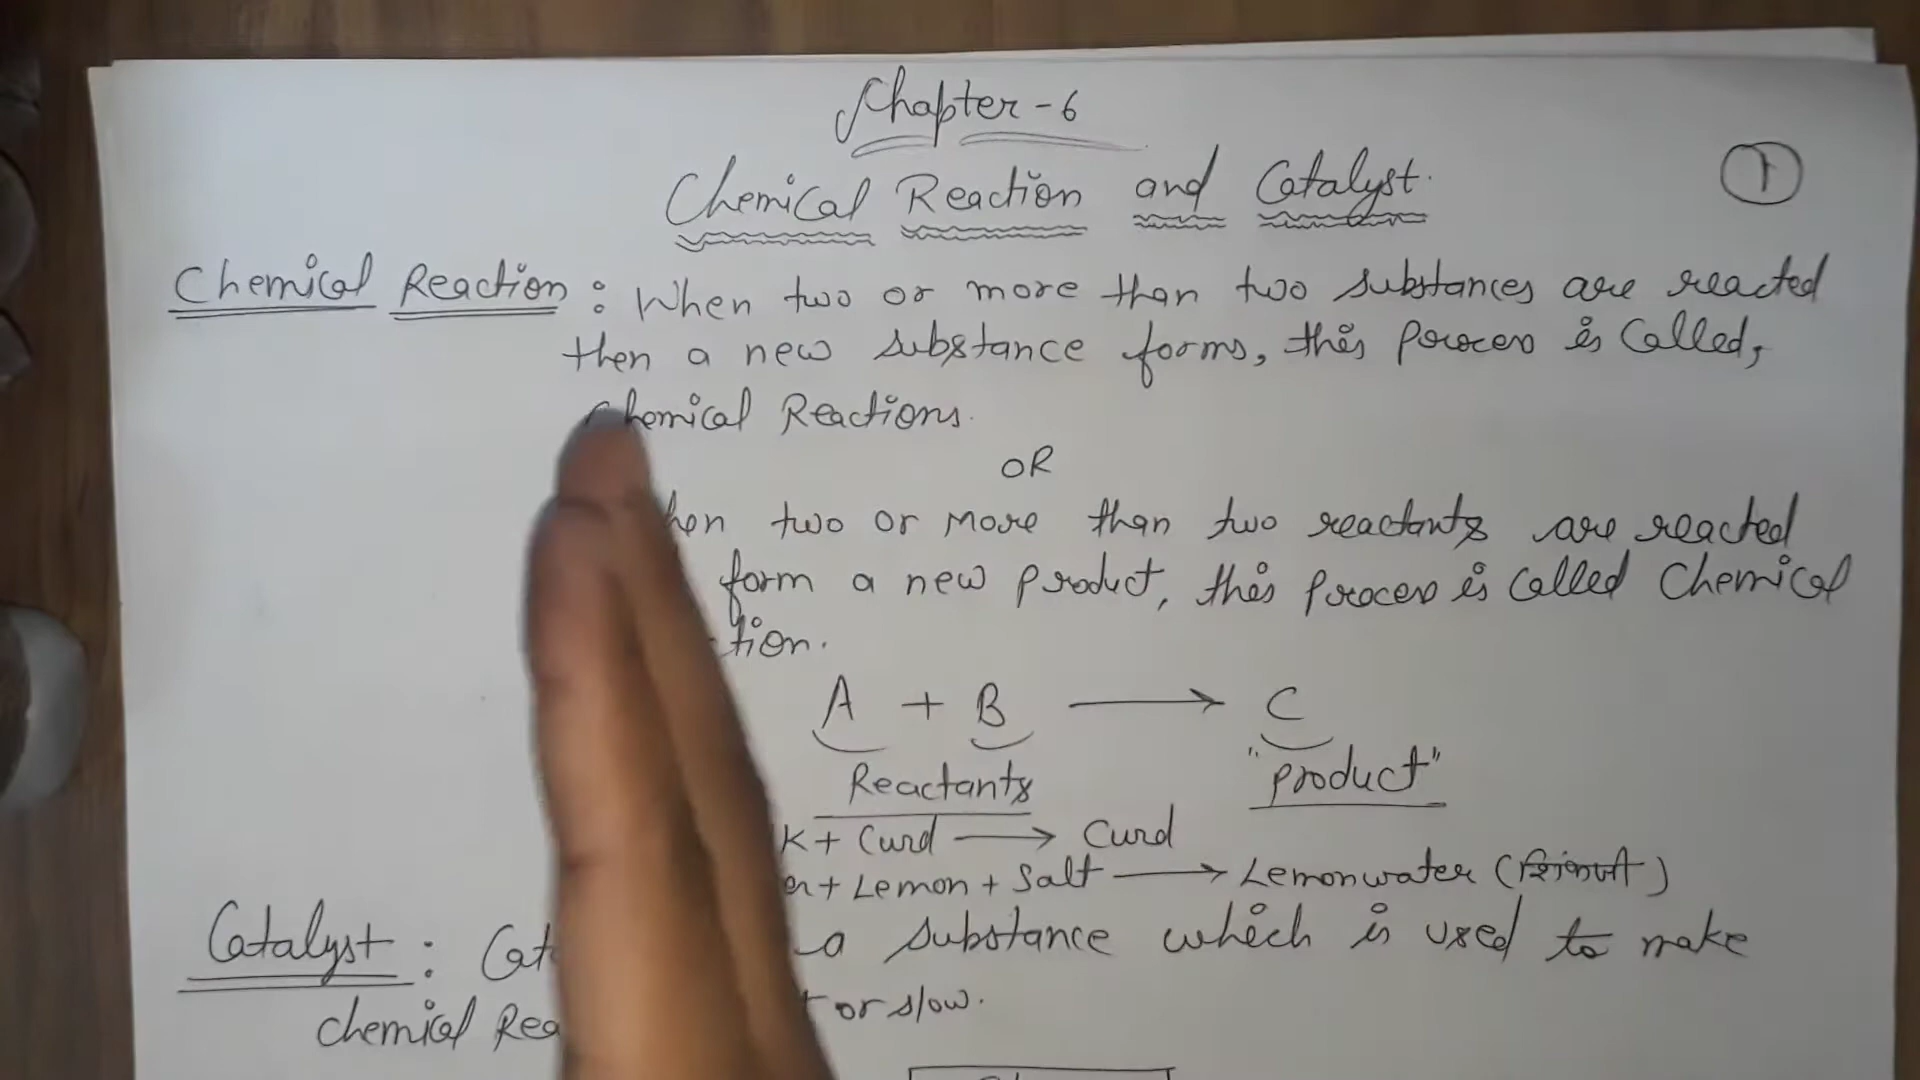 Chapter - 6
Chemical Reaction and Catalyst.
1
Chemical Reaction : When two or more than two substances are reacted
then a new substance forms, this process is Called,
Chemical Reactions.
OR
two or More than two reactants are reacted
form a new product, this process is Called Chemical
tion.
A + B → C
Reactants "product"
K + Curd → Curd
+ Lemon + Salt → Lemonwater ( )
Catalyst : a substance which is used to make
chemical or slow.